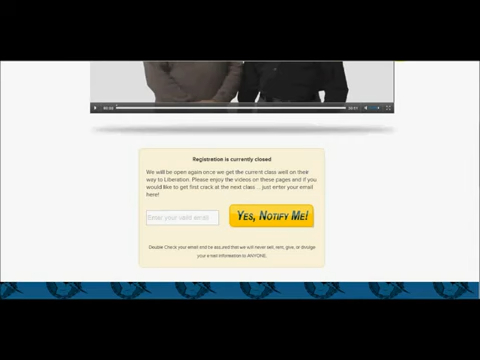 Registration is currently closed
We will be open again once we get the current class well on their
way to Liberation. Please enjoy the videos on these pages and if you
would like to get first crack at the next class... just enter your email
here!
Enter your valid email
YES, NOTIFY ME!
Double Check your email and be assured that we will never sell, rent, give, or divulge
your email information to ANYONE.